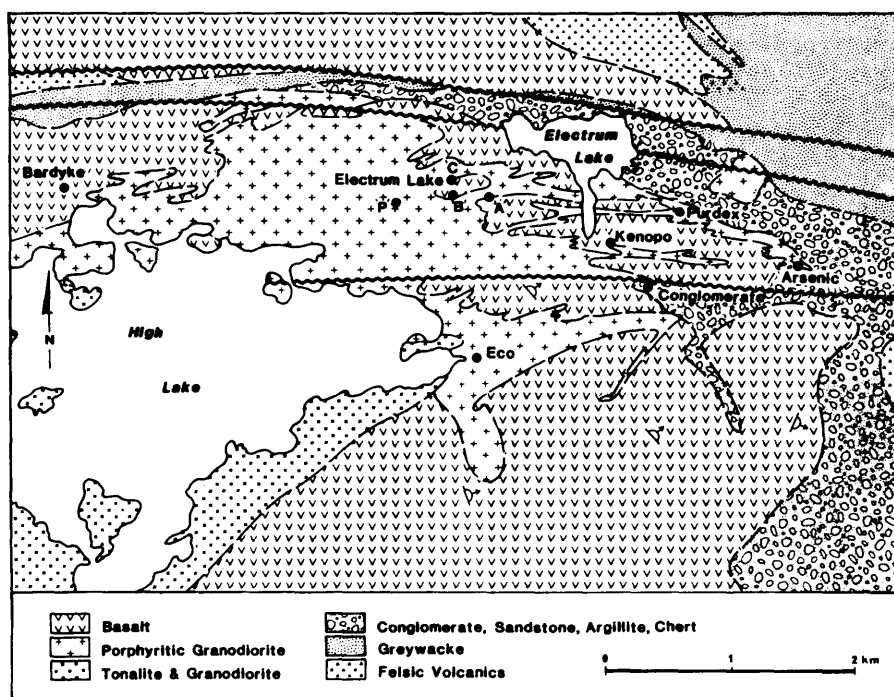 Electrum
Lake
Bardyke
C
Electrum Lake
P
B
A
Purdex
Kenopo
Arsenic
Conglomerate
N
High
Lake
Eco
Basalt
Porphyritic Granodiorite
Tonalite & Granodiorite
Conglomerate, Sandstone, Argillite, Chert
Greywacke
Felsic Volcanics
0 1 2 km